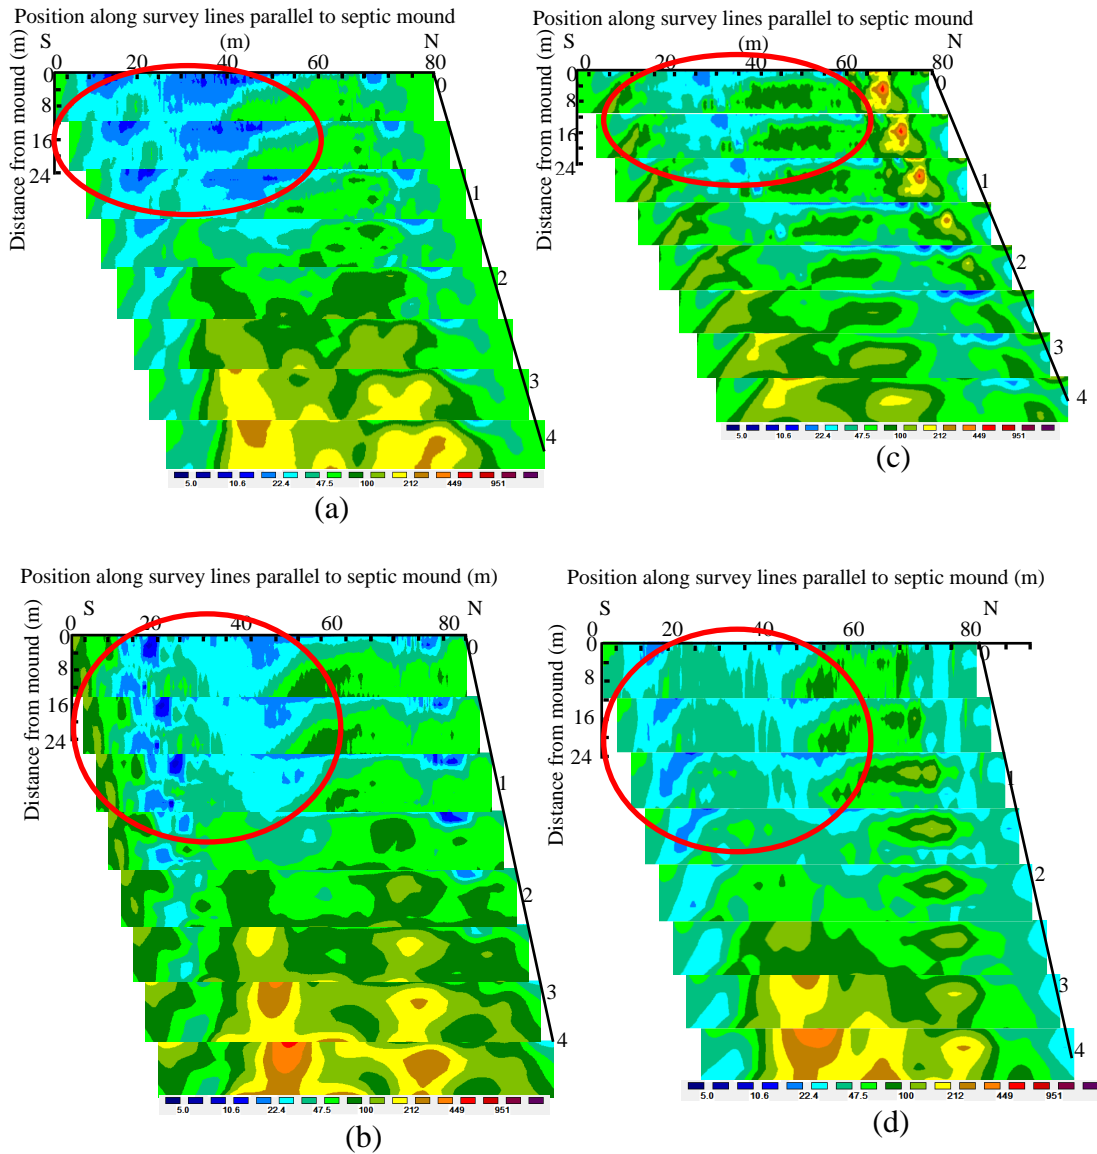 Position along survey lines parallel to septic mound
(m)
S N
0 20 40 60 80
Distance from mound (m)
0
8
16
24
0
1
2
3
4
5.0 10.6 22.4 47.5 100 212 449 951
(a)
Position along survey lines parallel to septic mound
(m)
S N
0 20 40 60 80
Distance from mound (m)
0
8
16
24
0
1
2
3
4
5.0 10.6 22.4 47.5 100 212 449 951
(c)
Position along survey lines parallel to septic mound (m)
S N
0 20 40 60 80
Distance from mound (m)
0
8
16
24
0
1
2
3
4
5.0 10.6 22.4 47.5 100 212 449 951
(b)
Position along survey lines parallel to septic mound (m)
S N
0 20 40 60 80
Distance from mound (m)
0
8
16
24
0
1
2
3
4
5.0 10.6 22.4 47.5 100 212 449 951
(d)